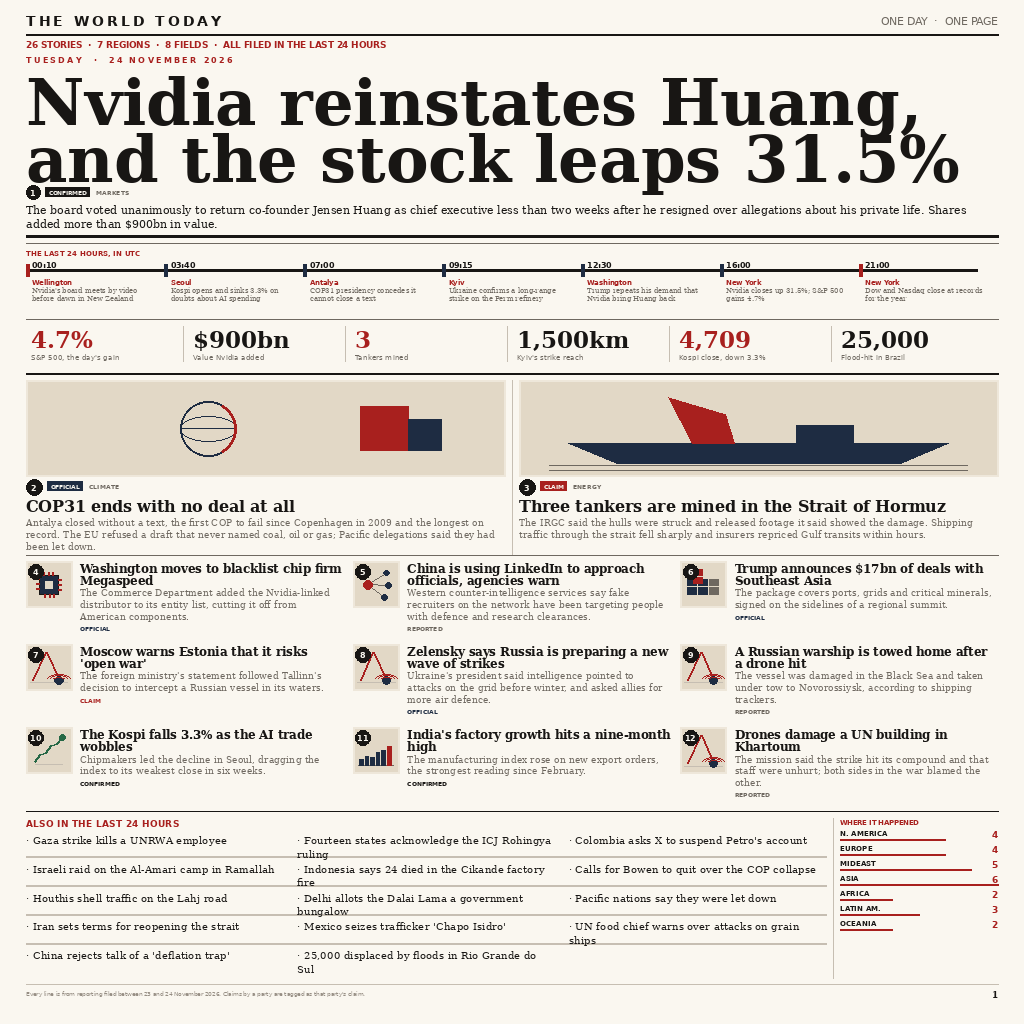 THE WORLD TODAY
ONE DAY · ONE PAGE
26 STORIES · 7 REGIONS · 8 FIELDS · ALL FILED IN THE LAST 24 HOURS
TUESDAY · 24 NOVEMBER 2026
Nvidia reinstates Huang,
and the stock leaps 31.5%
1 CONFIRMED MARKETS
The board voted unanimously to return co-founder Jensen Huang as chief executive less than two weeks after he resigned over allegations about his private life. Shares
added more than $900bn in value.
THE LAST 24 HOURS, IN UTC
00:10
Wellington
Nvidia's board meets by video
before dawn in New Zealand
03:40
Seoul
Kospi opens and sinks 3.3% on
doubts about AI spending
07:00
Antalya
COP31 presidency concedes it
cannot close a text
09:15
Kyiv
Ukraine confirms a long-range
strike on the Perm refinery
12:30
Washington
Trump repeats his demand that
Nvidia bring Huang back
16:00
New York
Nvidia closes up 31.5%; S&P 500
gains 4.7%
21:00
New York
Dow and Nasdaq close at records
for the year
4.7%
S&P 500, the day's gain
$900bn
Value Nvidia added
3
Tankers mined
1,500km
Kyiv's strike reach
4,709
Kospi close, down 3.3%
25,000
Flood-hit in Brazil
2 OFFICIAL CLIMATE
COP31 ends with no deal at all
Antalya closed without a text, the first COP to fail since Copenhagen in 2009 and the longest on
record. The EU refused a draft that never named coal, oil or gas; Pacific delegations said they had
been let down.
3 CLAIM ENERGY
Three tankers are mined in the Strait of Hormuz
The IRGC said the hulls were struck and released footage it said showed the damage. Shipping
traffic through the strait fell sharply and insurers repriced Gulf transits within hours.
4
Washington moves to blacklist chip firm
Megaspeed
The Commerce Department added the Nvidia-linked
distributor to its entity list, cutting it off from
American components.
OFFICIAL
5
China is using LinkedIn to approach
officials, agencies warn
Western counter-intelligence services say fake
recruiters on the network have been targeting people
with defence and research clearances.
REPORTED
6
Trump announces $17bn of deals with
Southeast Asia
The package covers ports, grids and critical minerals,
signed on the sidelines of a regional summit.
OFFICIAL
7
Moscow warns Estonia that it risks
'open war'
The foreign ministry's statement followed Tallinn's
decision to intercept a Russian vessel in its waters.
CLAIM
8
Zelensky says Russia is preparing a new
wave of strikes
Ukraine's president said intelligence pointed to
attacks on the grid before winter, and asked allies for
more air defence.
OFFICIAL
9
A Russian warship is towed home after
a drone hit
The vessel was damaged in the Black Sea and taken
under tow to Novorossiysk, according to shipping
trackers.
REPORTED
10
The Kospi falls 3.3% as the AI trade
wobbles
Chipmakers led the decline in Seoul, dragging the
index to its weakest close in six weeks.
CONFIRMED
11
India's factory growth hits a nine-month
high
The manufacturing index rose on new export orders,
the strongest reading since February.
CONFIRMED
12
Drones damage a UN building in
Khartoum
The mission said the strike hit its compound and that
staff were unhurt; both sides in the war blamed the
other.
REPORTED
ALSO IN THE LAST 24 HOURS
· Gaza strike kills a UNRWA employee
· Israeli raid on the Al-Amari camp in Ramallah
· Houthis shell traffic on the Lahj road
· Iran sets terms for reopening the strait
· China rejects talk of a 'deflation trap'
· Fourteen states acknowledge the ICJ Rohingya
ruling
· Indonesia says 24 died in the Cikande factory
fire
· Delhi allots the Dalai Lama a government
bungalow
· Mexico seizes trafficker 'Chapo Isidro'
· 25,000 displaced by floods in Rio Grande do
Sul
· Colombia asks X to suspend Petro's account
· Calls for Bowen to quit over the COP collapse
· Pacific nations say they were let down
· UN food chief warns over attacks on grain
ships
WHERE IT HAPPENED
N. AMERICA 4
EUROPE 4
MIDEAST 5
ASIA 6
AFRICA 2
LATIN AM. 3
OCEANIA 2
Every line is from reporting filed between 23 and 24 November 2026. Claims by a party are tagged as that party's claim.
1